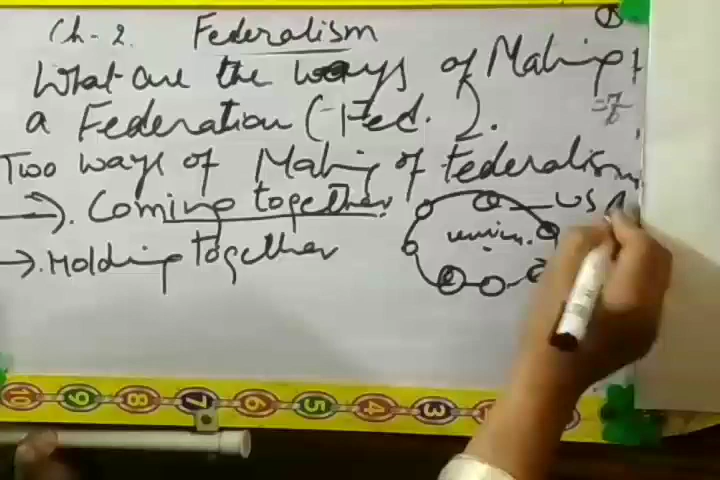 Ch-2. Federalism
What are the ways of Making
a Federation (Fed.).
Two ways of Making of Federalism
→. Coming together
USA
union.
→. Holding together
10 9 8 7 6 5 4 3